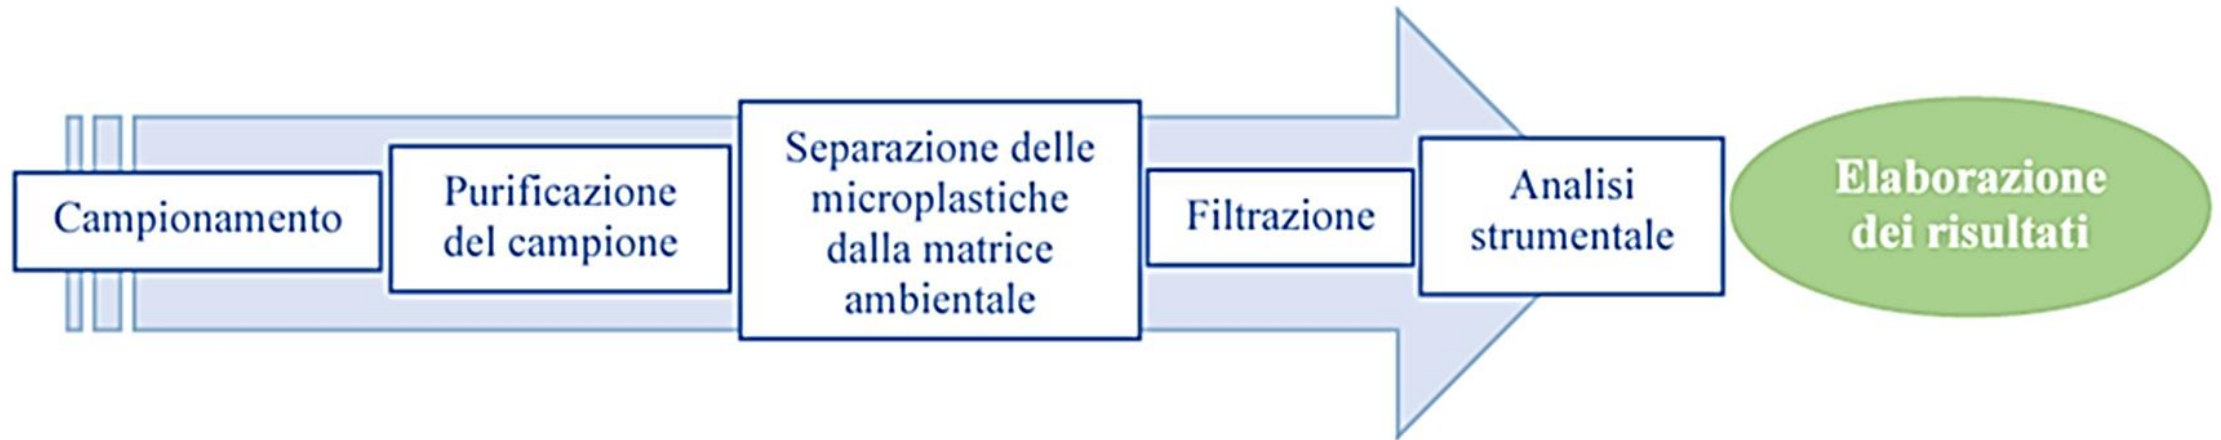 Campionamento
Purificazione
del campione
Separazione delle
microplastiche
dalla matrice
ambientale
Filtrazione
Analisi
strumentale
Elaborazione
dei risultati